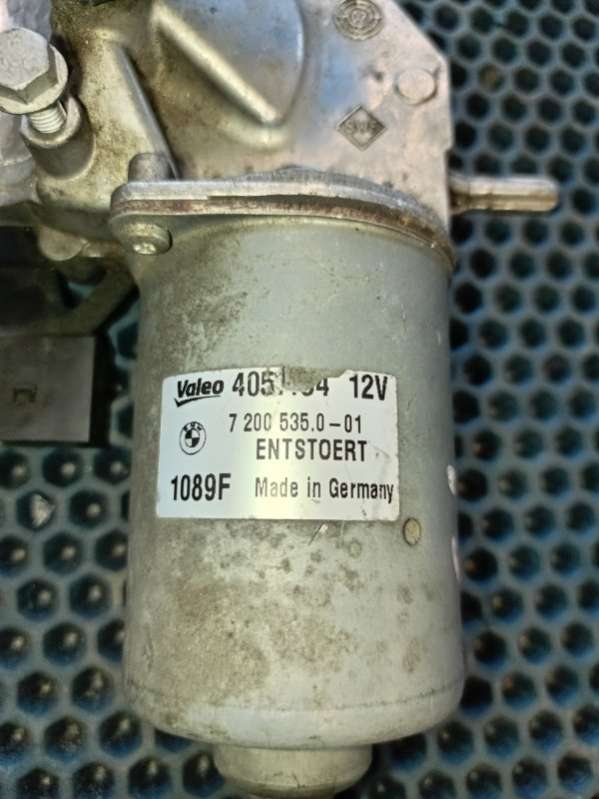 Valeo 12V
7 200 535.0-01
ENTSTOERT
1089F Made in Germany